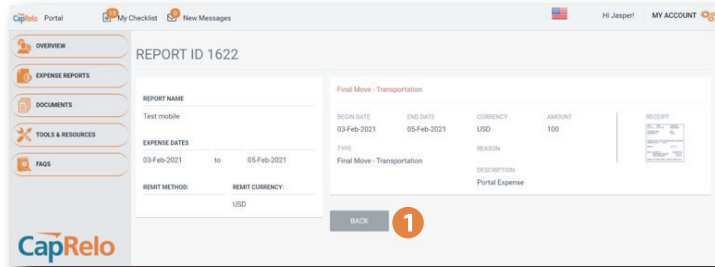 CapRelo Portal
My Checklist
New Messages
Hi Jasper!
MY ACCOUNT
OVERVIEW
EXPENSE REPORTS
DOCUMENTS
TOOLS & RESOURCES
FAQS
CapRelo
REPORT ID 1622
REPORT NAME
Test mobile
EXPENSE DATES
03-Feb-2021 to 05-Feb-2021
REMIT METHOD: REMIT CURRENCY:
USD
Final Move - Transportation
BEGIN DATE END DATE CURRENCY AMOUNT RECEIPT
03-Feb-2021 05-Feb-2021 USD 100
TYPE REASON
Final Move - Transportation
DESCRIPTION
Portal Expense
BACK
1